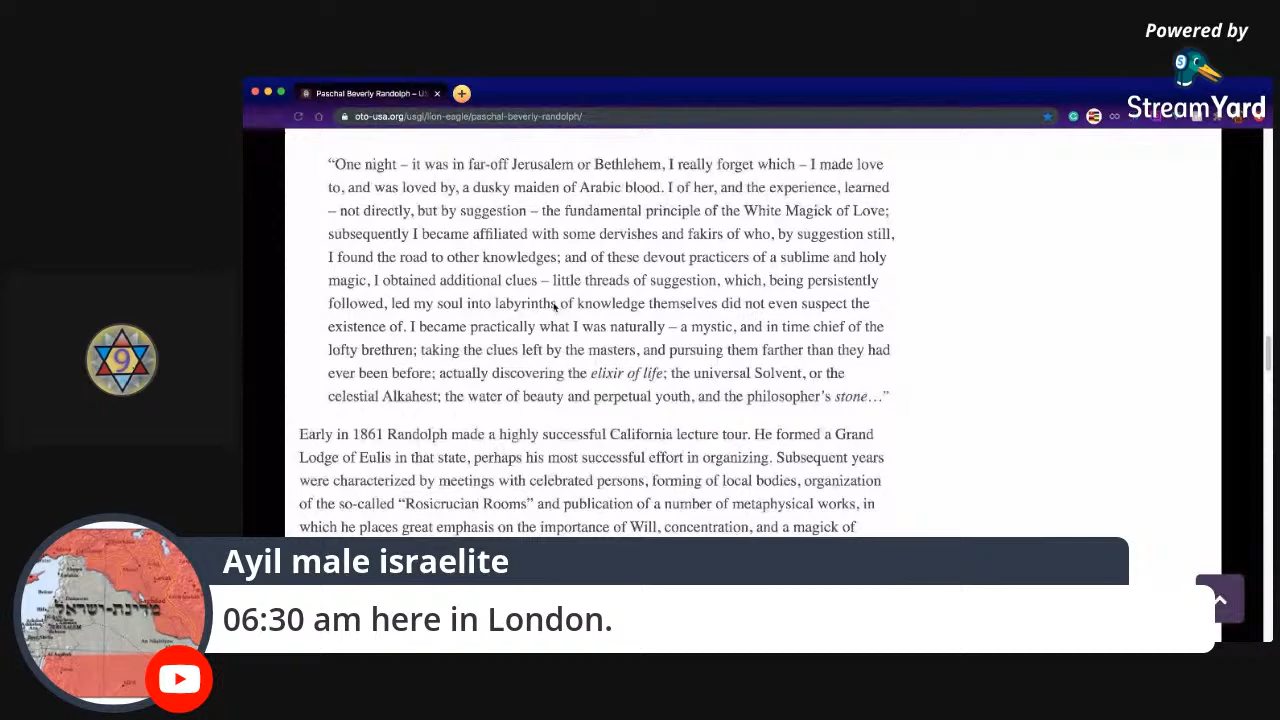 Powered by
StreamYard
Paschal Beverly Randolph – U
oto-usa.org/usgl/lion-eagle/paschal-beverly-randolph/
“One night – it was in far-off Jerusalem or Bethlehem, I really forget which – I made love
to, and was loved by, a dusky maiden of Arabic blood. I of her, and the experience, learned
– not directly, but by suggestion – the fundamental principle of the White Magick of Love;
subsequently I became affiliated with some dervishes and fakirs of who, by suggestion still,
I found the road to other knowledges; and of these devout practicers of a sublime and holy
magic, I obtained additional clues – little threads of suggestion, which, being persistently
followed, led my soul into labyrinths of knowledge themselves did not even suspect the
existence of. I became practically what I was naturally – a mystic, and in time chief of the
lofty brethren; taking the clues left by the masters, and pursuing them farther than they had
ever been before; actually discovering the elixir of life; the universal Solvent, or the
celestial Alkahest; the water of beauty and perpetual youth, and the philosopher’s stone…”
9
Early in 1861 Randolph made a highly successful California lecture tour. He formed a Grand
Lodge of Eulis in that state, perhaps his most successful effort in organizing. Subsequent years
were characterized by meetings with celebrated persons, forming of local bodies, organization
of the so-called “Rosicrucian Rooms” and publication of a number of metaphysical works, in
which he places great emphasis on the importance of Will, concentration, and a magick of
Ayil male israelite
06:30 am here in London.
מדינת-ישראל